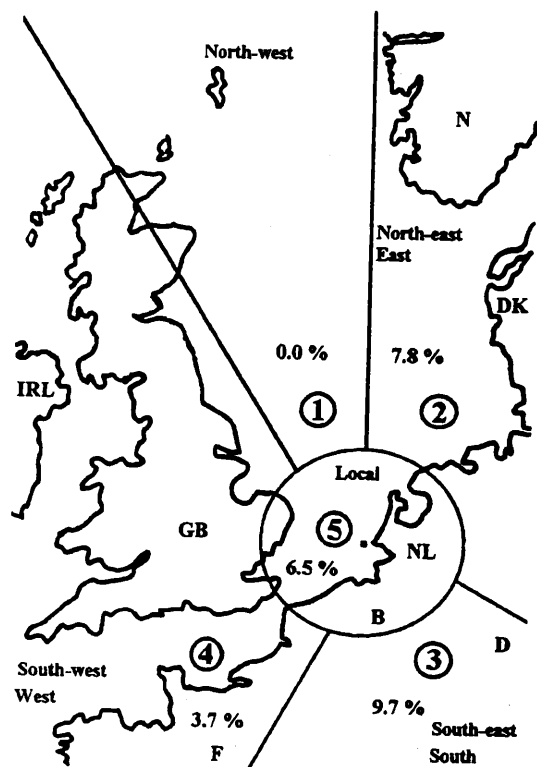 North-west
N
North-east
East
DK
0.0 %
7.8 %
IRL
1
2
Local
GB
5
NL
6.5 %
B
4
D
South-west
West
3
3.7 %
9.7 %
South-east
F
South